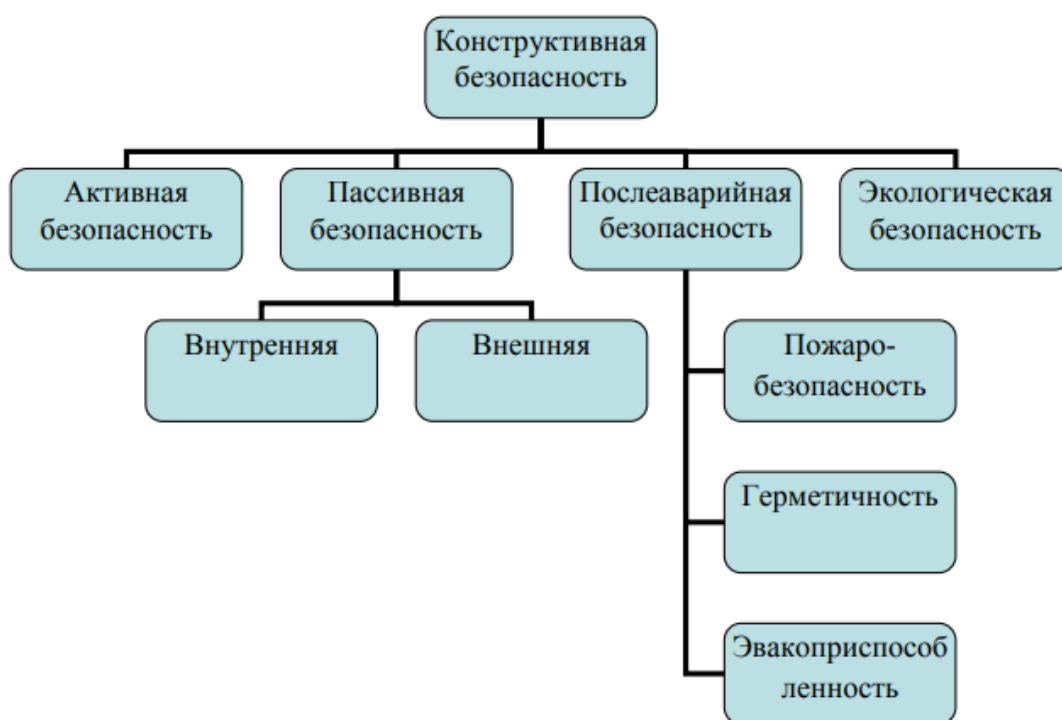 Конструктивная
безопасность
Активная
безопасность
Пассивная
безопасность
Послеаварийная
безопасность
Экологическая
безопасность
Внутренняя
Внешняя
Пожаро-
безопасность
Герметичность
Эвакоприспособ
ленность